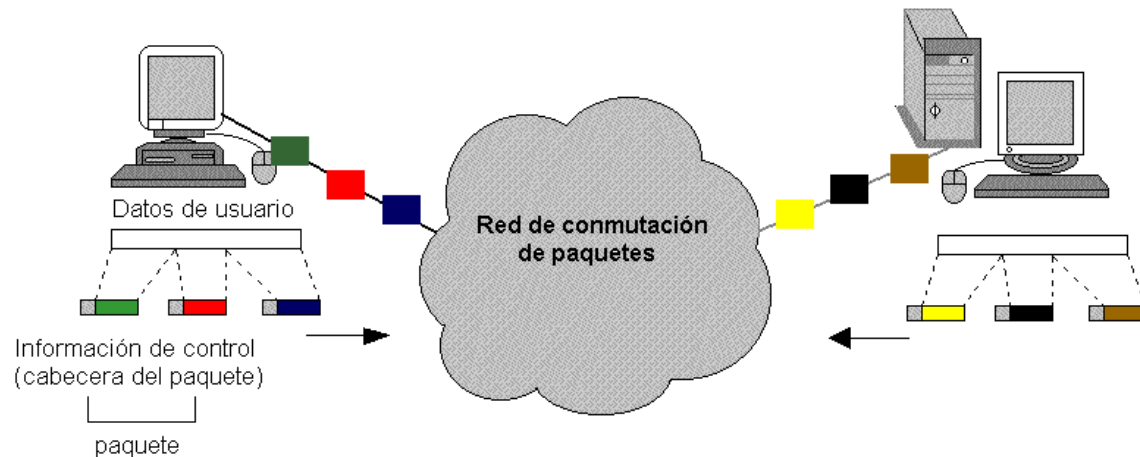 Datos de usuario
Red de conmutación
de paquetes
Información de control
(cabecera del paquete)
paquete